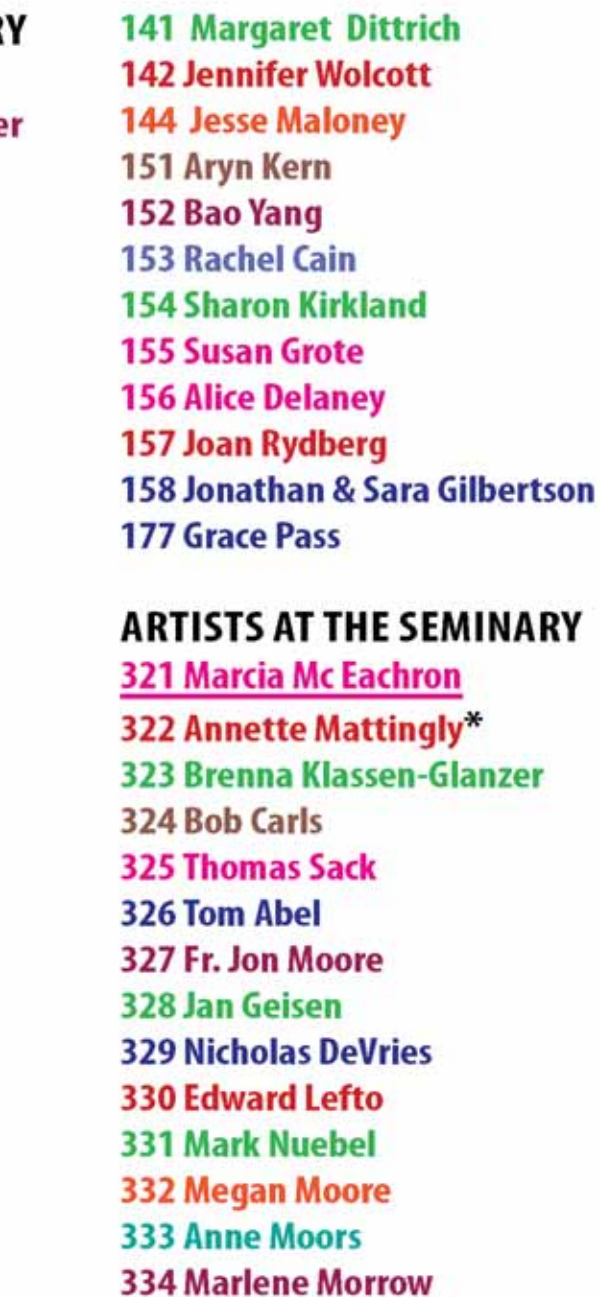 RY
er
141 Margaret Dittrich
142 Jennifer Wolcott
144 Jesse Maloney
151 Aryn Kern
152 Bao Yang
153 Rachel Cain
154 Sharon Kirkland
155 Susan Grote
156 Alice Delaney
157 Joan Rydberg
158 Jonathan & Sara Gilbertson
177 Grace Pass
ARTISTS AT THE SEMINARY
321 Marcia Mc Eachron
322 Annette Mattingly*
323 Brenna Klassen-Glanzer
324 Bob Carls
325 Thomas Sack
326 Tom Abel
327 Fr. Jon Moore
328 Jan Geisen
329 Nicholas DeVries
330 Edward Lefto
331 Mark Nuebel
332 Megan Moore
333 Anne Moors
334 Marlene Morrow